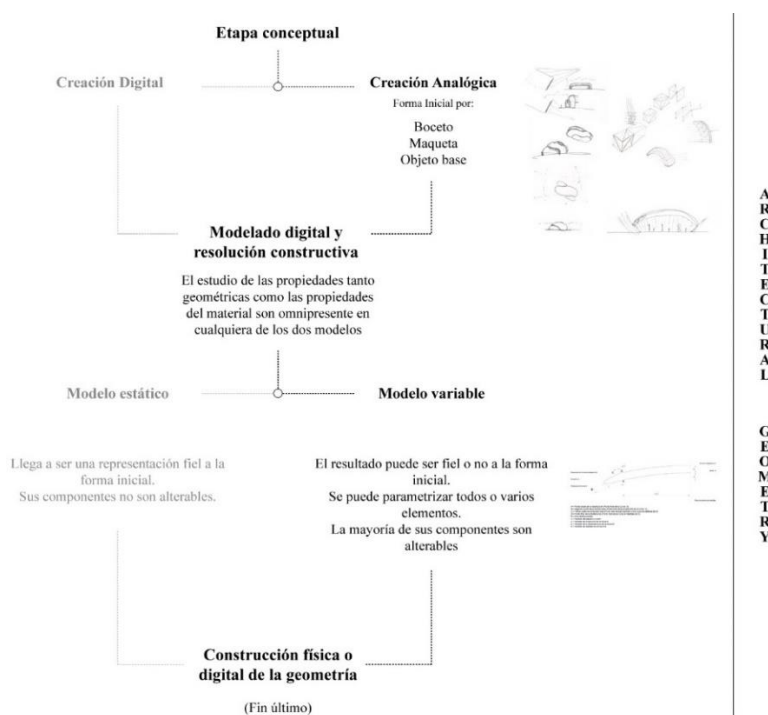 Etapa conceptual
Creación Digital
Creación Analógica
Forma Inicial por:
Boceto
Maqueta
Objeto base
Modelado digital y
resolución constructiva
El estudio de las propiedades tanto
geométricas como las propiedades
del material son omnipresente en
cualquiera de los dos modelos
Modelo estático
Modelo variable
Llega a ser una representación fiel a la
forma inicial.
Sus componentes no son alterables.
El resultado puede ser fiel o no a la forma
inicial.
Se puede parametrizar todos o varios
elementos.
La mayoría de sus componentes son
alterables
Construcción física o
digital de la geometría
(Fin último)
ARCHITECTURAL
GEOMETRY